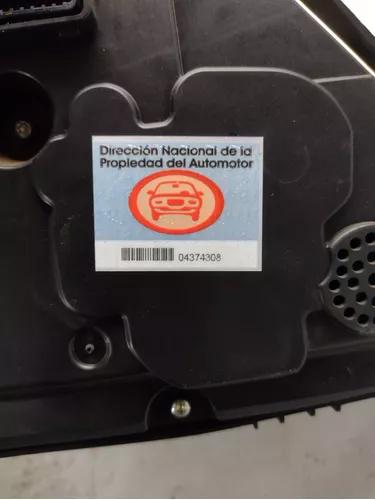 Dirección Nacional de la
Propiedad del Automotor
04374308